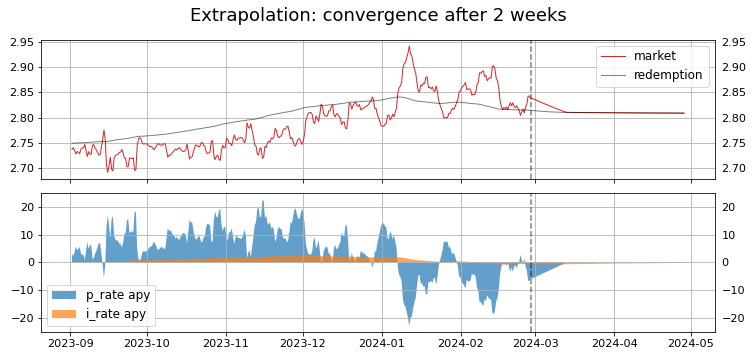 Extrapolation: convergence after 2 weeks
2.95 2.95
2.90 2.90
2.85 2.85
2.80 2.80
2.75 2.75
2.70 2.70
market
redemption
20 20
10 10
0 0
−10 −10
−20 −20
p_rate apy
i_rate apy
2023-09 2023-10 2023-11 2023-12 2024-01 2024-02 2024-03 2024-04 2024-05